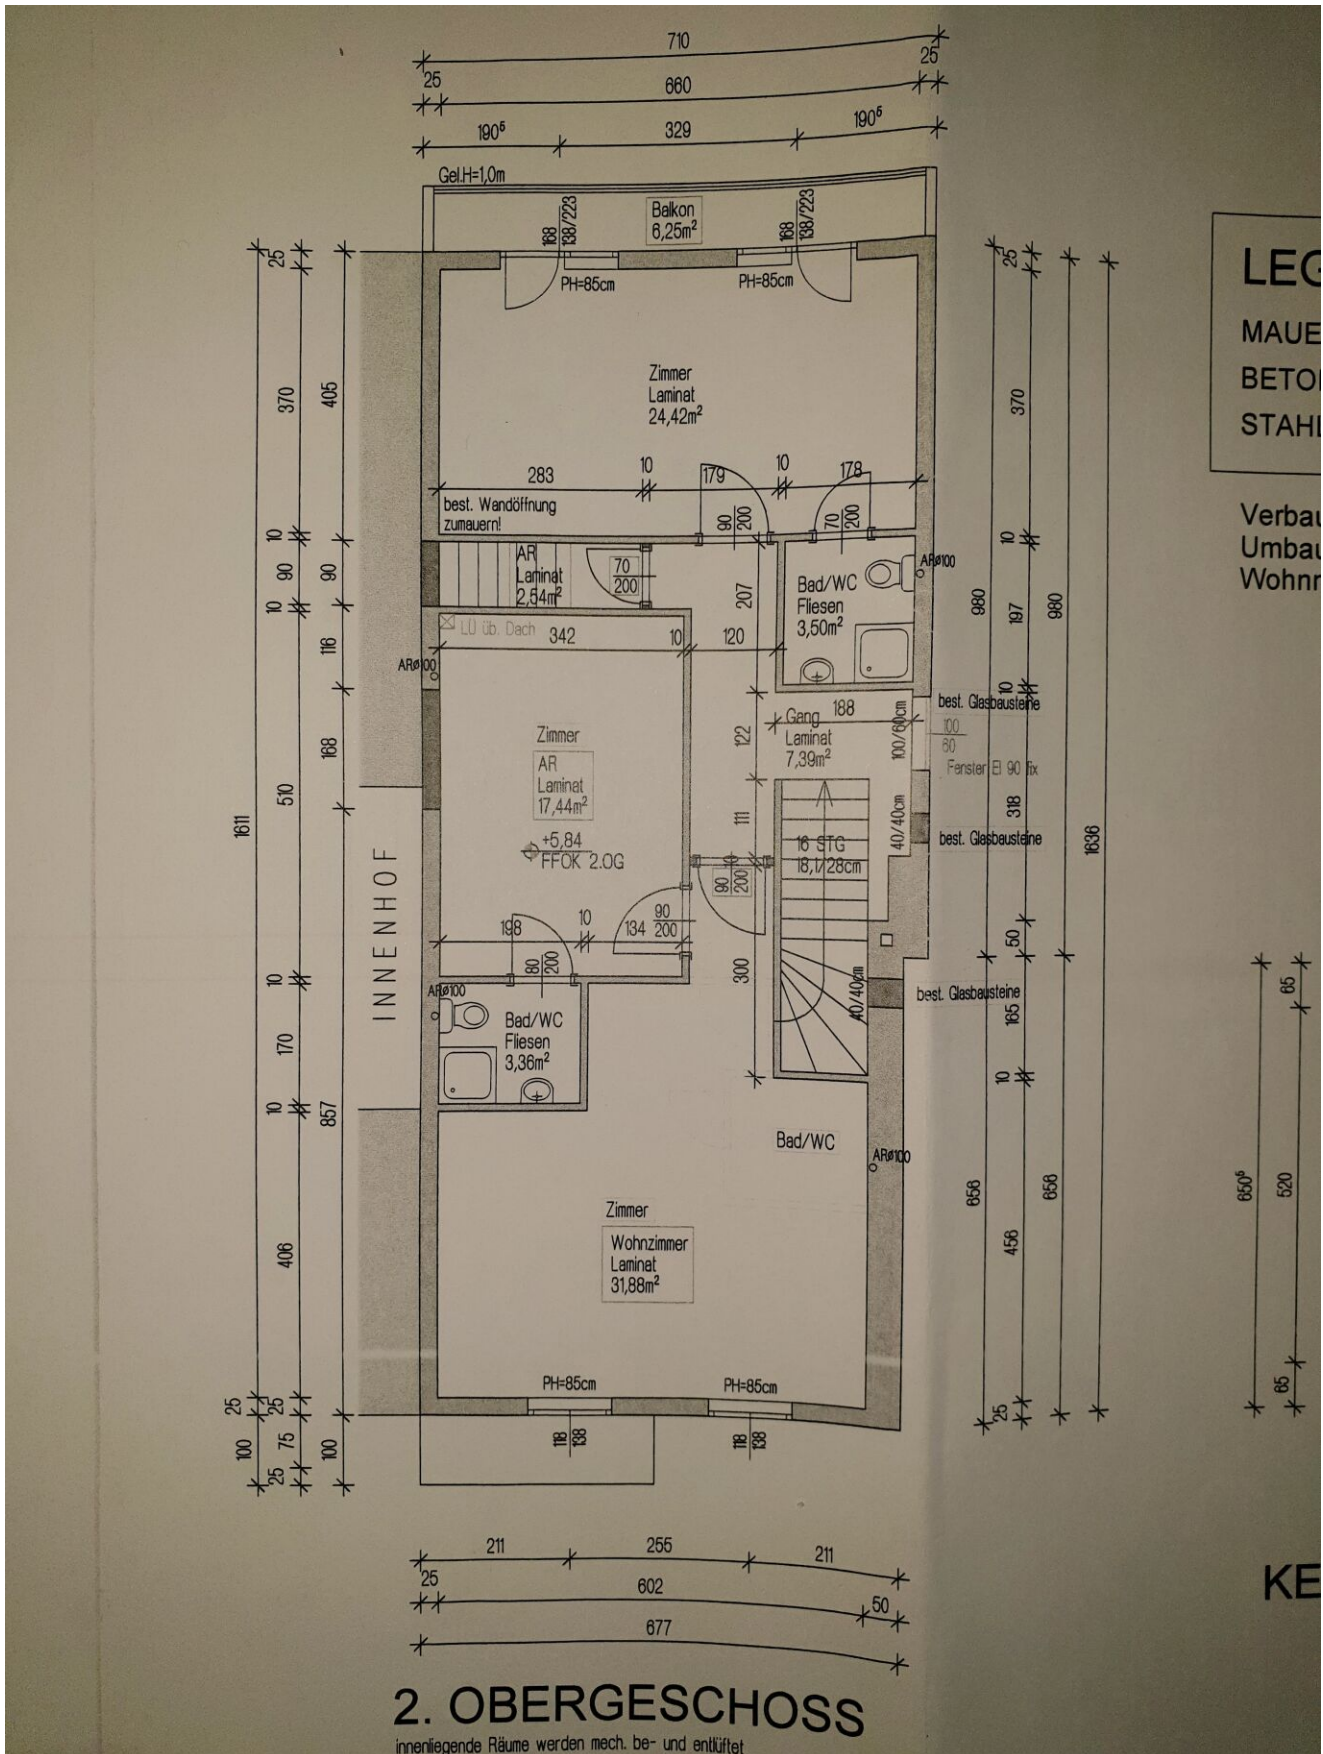 710
25
660
25
190⁵
329
190⁵
Gel.H=1,0m
Balkon
6,25m²
168
138/223
168
138/223
PH=85cm
PH=85cm
LEG
MAUE
BETO
STAHL
Zimmer
Laminat
24,42m²
283
10
179
10
178
best. Wandöffnung
zumauern!
90
200
70
200
Verbau
Umbau
Wohnr
AR
Laminat
2,54m²
70
200
207
Bad/WC
Fliesen
3,50m²
ARø100
LÜ üb. Dach
342
10
120
ARø100
Zimmer
AR
Laminat
17,44m²
+5,84
FFOK 2.OG
122
Gang
Laminat
7,39m²
188
100/60cm
best. Glasbausteine
100
60
Fenster EI 90 fix
111
10
16 STG
18,1/28cm
40/40cm
best. Glasbausteine
90
200
INNENHOF
198
10
134
90
200
80
200
300
40/40cm
best. Glasbausteine
ARø100
Bad/WC
Fliesen
3,36m²
Bad/WC
ARø100
Zimmer
Wohnzimmer
Laminat
31,88m²
PH=85cm
PH=85cm
118
138
118
138
1611
25
100
25
370
10
90
10
510
10
170
10
406
25
75
25
405
90
116
168
857
100
980
656
25
370
10
197
10
318
50
165
10
456
25
980
656
1636
650⁵
65
520
65
211
255
211
25
602
50
677
KE
2. OBERGESCHOSS
innenliegende Räume werden mech. be- und entlüftet